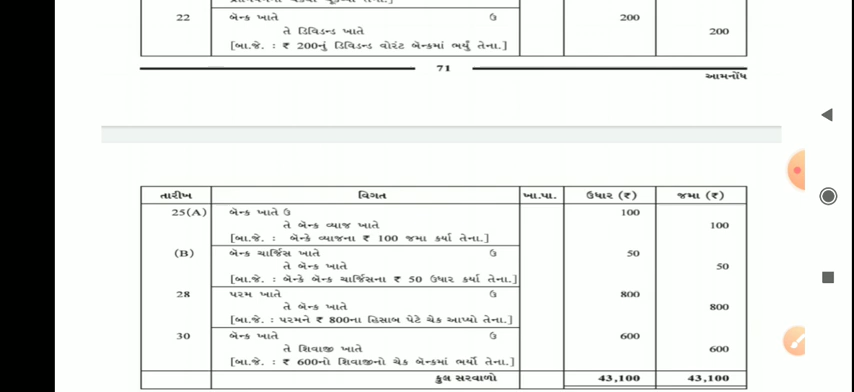 22 બૅન્ક ખાતે ઉ 200
તે ડિવિડન્ડ ખાતે 200
[બા.જે. : ₹ 200નું ડિવિડન્ડ વોરંટ બૅન્કમાં ભર્યું તેના.]
71
આમનોંધ
તારીખ વિગત ખા.પા. ઉધાર (₹) જમા (₹)
25(A) બૅન્ક ખાતે ઉ 100
તે બૅન્ક વ્યાજ ખાતે 100
[બા.જે. : બૅન્કે વ્યાજના ₹ 100 જમા કર્યા તેના.]
(B) બૅન્ક ચાર્જિસ ખાતે ઉ 50
તે બૅન્ક ખાતે 50
[બા.જે. : બૅન્કે બૅન્ક ચાર્જિસના ₹ 50 ઉધાર કર્યા તેના.]
28 પરમ ખાતે ઉ 800
તે બૅન્ક ખાતે 800
[બા.જે. : પરમને ₹ 800ના હિસાબ પેટે ચેક આપ્યો તેના.]
30 બૅન્ક ખાતે ઉ 600
તે શિવાજી ખાતે 600
[બા.જે. : ₹ 600નો શિવાજીનો ચેક બૅન્કમાં ભર્યો તેના.]
કુલ સરવાળો 43,100 43,100